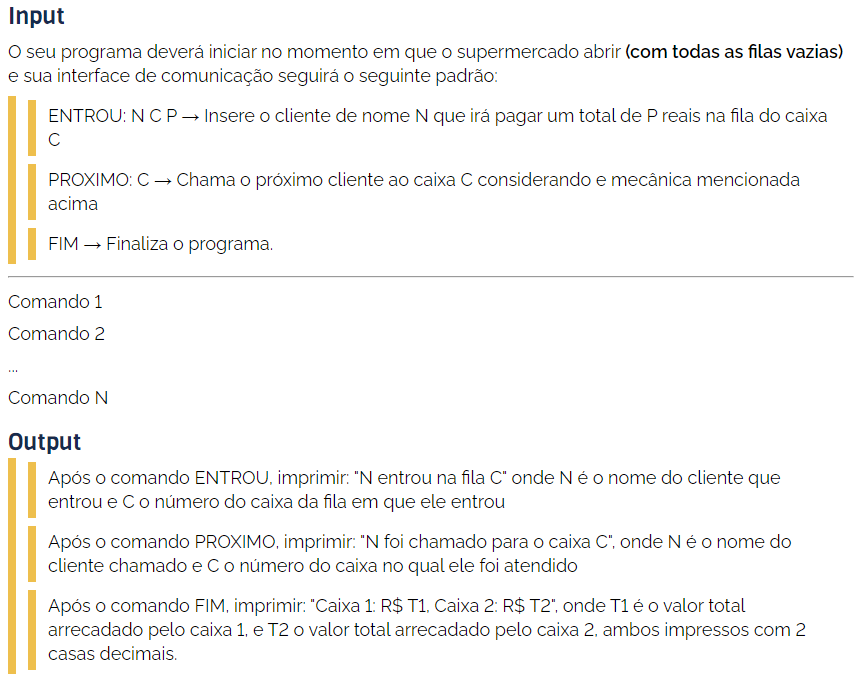 Input
O seu programa deverá iniciar no momento em que o supermercado abrir (com todas as filas vazias)
e sua interface de comunicação seguirá o seguinte padrão:
ENTROU: N C P → Insere o cliente de nome N que irá pagar um total de P reais na fila do caixa
C
PROXIMO: C → Chama o próximo cliente ao caixa C considerando e mecânica mencionada
acima
FIM → Finaliza o programa.
Comando 1
Comando 2
...
Comando N
Output
Após o comando ENTROU, imprimir: "N entrou na fila C" onde N é o nome do cliente que
entrou e C o número do caixa da fila em que ele entrou
Após o comando PROXIMO, imprimir: "N foi chamado para o caixa C", onde N é o nome do
cliente chamado e C o número do caixa no qual ele foi atendido
Após o comando FIM, imprimir: "Caixa 1: R$ T1, Caixa 2: R$ T2", onde T1 é o valor total
arrecadado pelo caixa 1, e T2 o valor total arrecadado pelo caixa 2, ambos impressos com 2
casas decimais.